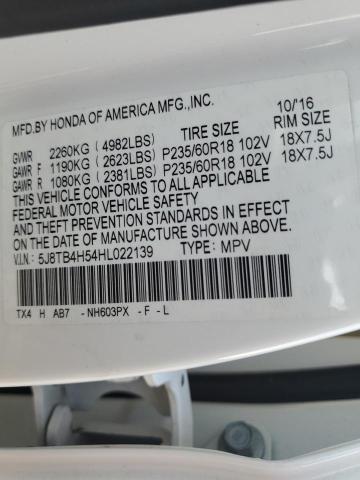 MFD.BY HONDA OF AMERICA MFG.,INC. 10/16
TIRE SIZE RIM SIZE
GVWR 2260KG (4982LBS)
GAWR F 1190KG (2623LBS) P235/60R18 102V 18X7.5J
GAWR R 1080KG (2381LBS) P235/60R18 102V 18X7.5J
THIS VEHICLE CONFORMS TO ALL APPLICABLE
FEDERAL MOTOR VEHICLE SAFETY
AND THEFT PREVENTION STANDARDS IN EFFECT
ON THE DATE OF MANUFACTURE SHOWN ABOVE.
V.I.N: 5J8TB4H54HL022139 TYPE: MPV
TX4 H AB7 - NH603PX - F - L